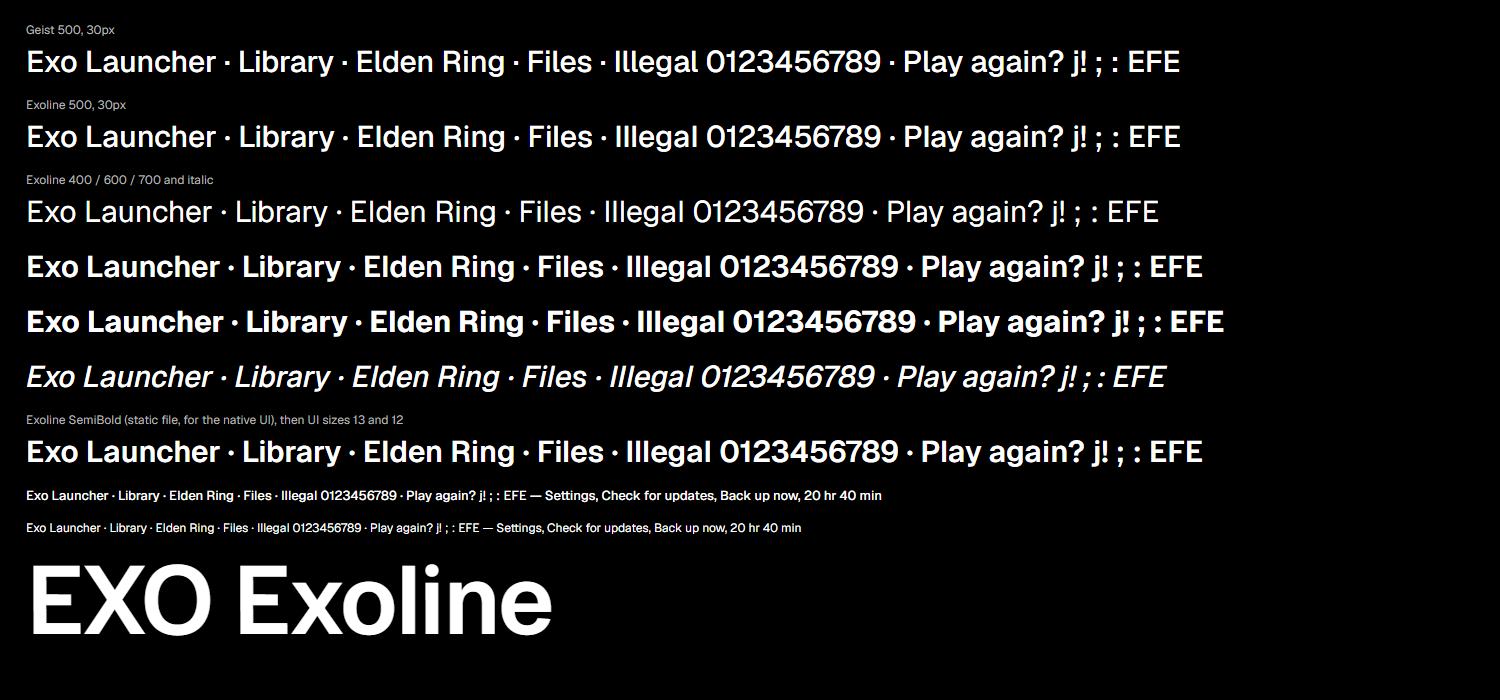 Geist 500, 30px
Exo Launcher · Library · Elden Ring · Files · Illegal 0123456789 · Play again? j! ; : EFE
Exoline 500, 30px
Exo Launcher · Library · Elden Ring · Files · Illegal 0123456789 · Play again? j! ; : EFE
Exoline 400 / 600 / 700 and italic
Exo Launcher · Library · Elden Ring · Files · Illegal 0123456789 · Play again? j! ; : EFE
Exo Launcher · Library · Elden Ring · Files · Illegal 0123456789 · Play again? j! ; : EFE
Exo Launcher · Library · Elden Ring · Files · Illegal 0123456789 · Play again? j! ; : EFE
Exo Launcher · Library · Elden Ring · Files · Illegal 0123456789 · Play again? j! ; : EFE
Exoline SemiBold (static file, for the native UI), then UI sizes 13 and 12
Exo Launcher · Library · Elden Ring · Files · Illegal 0123456789 · Play again? j! ; : EFE
Exo Launcher · Library · Elden Ring · Files · Illegal 0123456789 · Play again? j! ; : EFE — Settings, Check for updates, Back up now, 20 hr 40 min
Exo Launcher · Library · Elden Ring · Files · Illegal 0123456789 · Play again? j! ; : EFE — Settings, Check for updates, Back up now, 20 hr 40 min
EXO Exoline